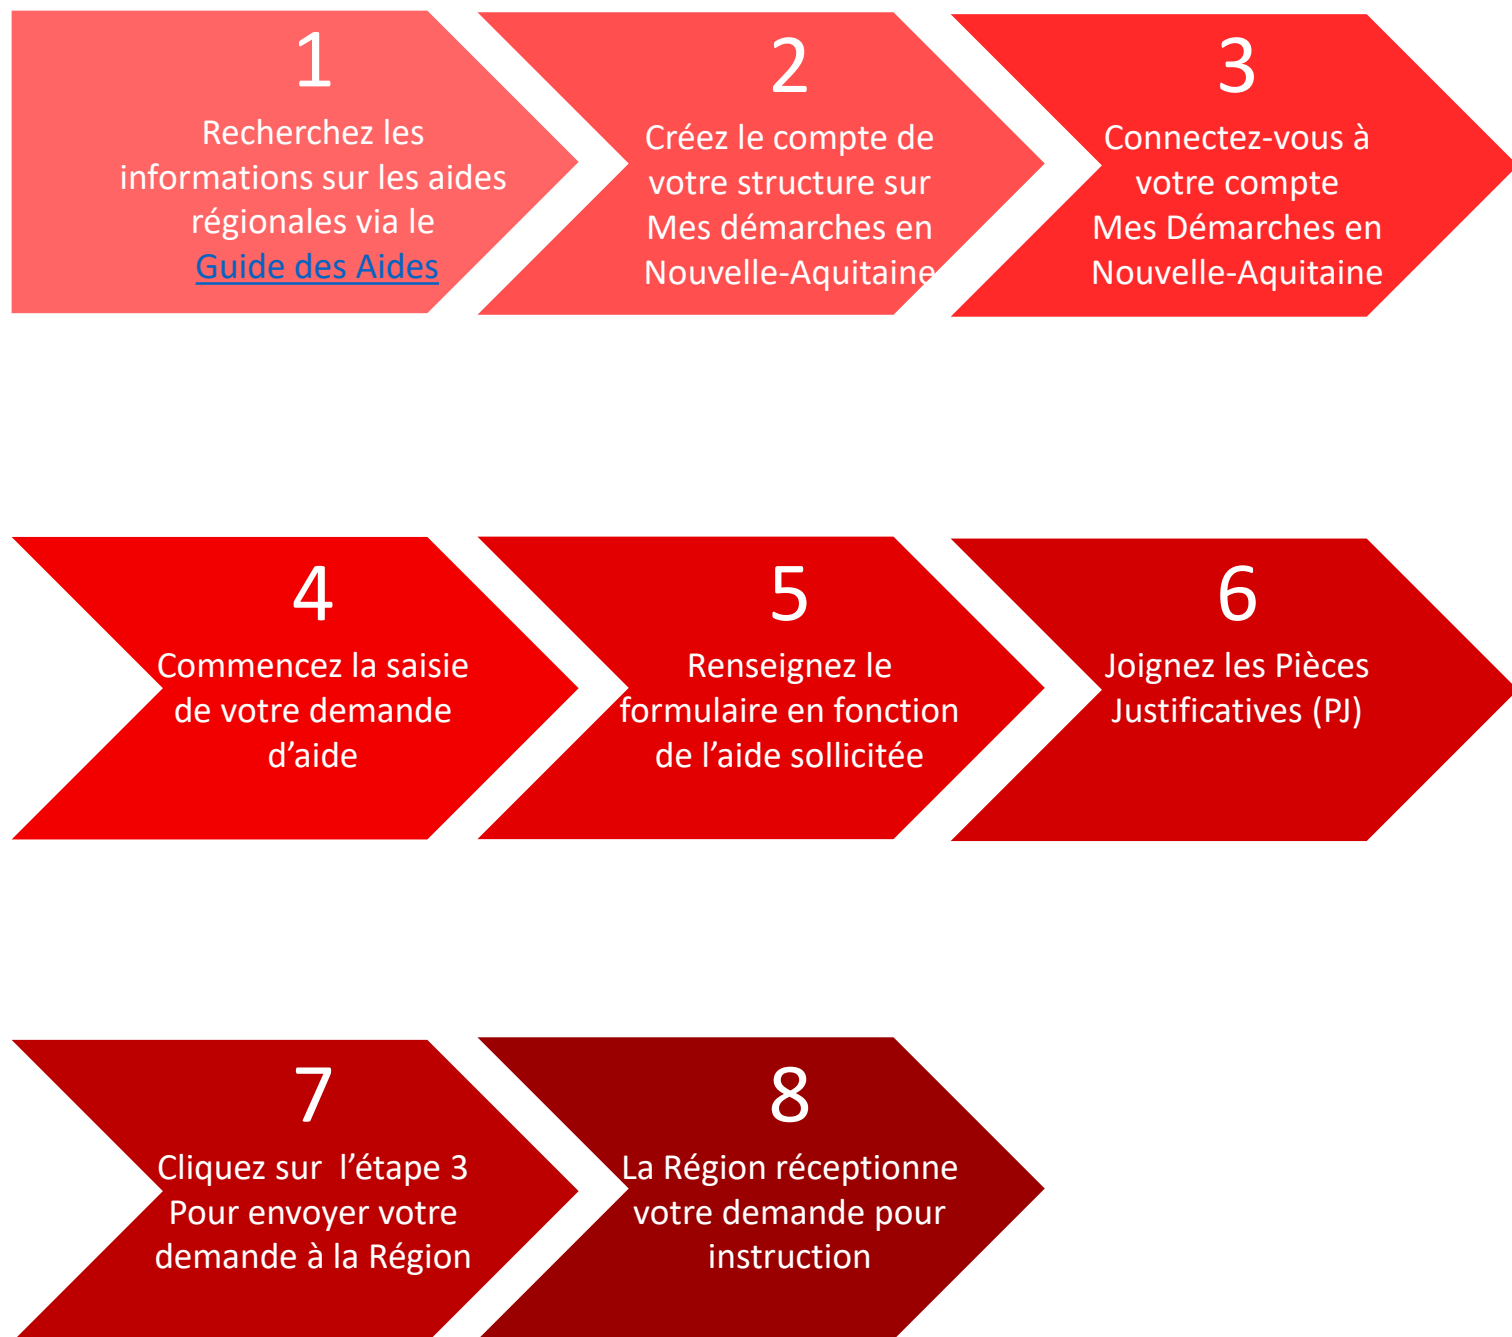 1
Recherchez les
informations sur les aides
régionales via le
Guide des Aides
2
Créez le compte de
votre structure sur
Mes démarches en
Nouvelle-Aquitaine
3
Connectez-vous à
votre compte
Mes Démarches en
Nouvelle-Aquitaine
4
Commencez la saisie
de votre demande
d’aide
5
Renseignez le
formulaire en fonction
de l’aide sollicitée
6
Joignez les Pièces
Justificatives (PJ)
7
Cliquez sur  l’étape 3
Pour envoyer votre
demande à la Région
8
La Région réceptionne
votre demande pour
instruction